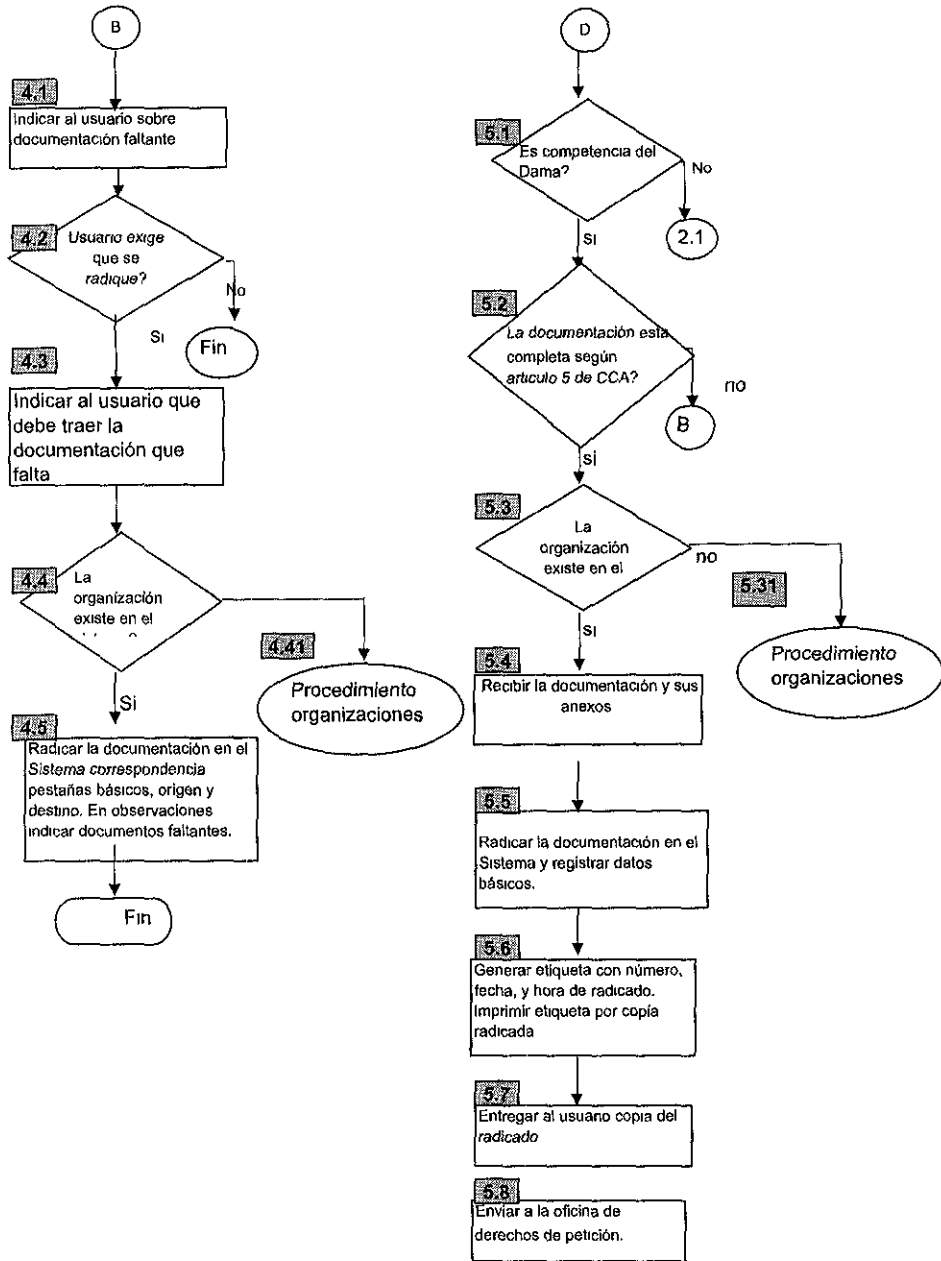 B
4.1
Indicar al usuario sobre
documentación faltante
4.2
Usuario exige
que se
radique?
No
Si
Fin
4.3
Indicar al usuario que
debe traer la
documentación que
falta
4.4
La
organización
existe en el
4.41
Procedimiento
organizaciones
Si
4.5
Radicar la documentación en el
Sistema correspondencia
pestañas básicos, origen y
destino. En observaciones
indicar documentos faltantes.
Fin
D
5.1
Es competencia del
Dama?
No
2.1
si
5.2
La documentación esta
completa según
articulo 5 de CCA?
no
B
si
5.3
La
organización
existe en el
no
5.31
Procedimiento
organizaciones
si
5.4
Recibir la documentación y sus
anexos
5.5
Radicar la documentación en el
Sistema y registrar datos
básicos.
5.6
Generar etiqueta con número,
fecha, y hora de radicado.
Imprimir etiqueta por copía
radicada
5.7
Entregar al usuario copia del
radicado
5.8
Enviar a la oficina de
derechos de petición.